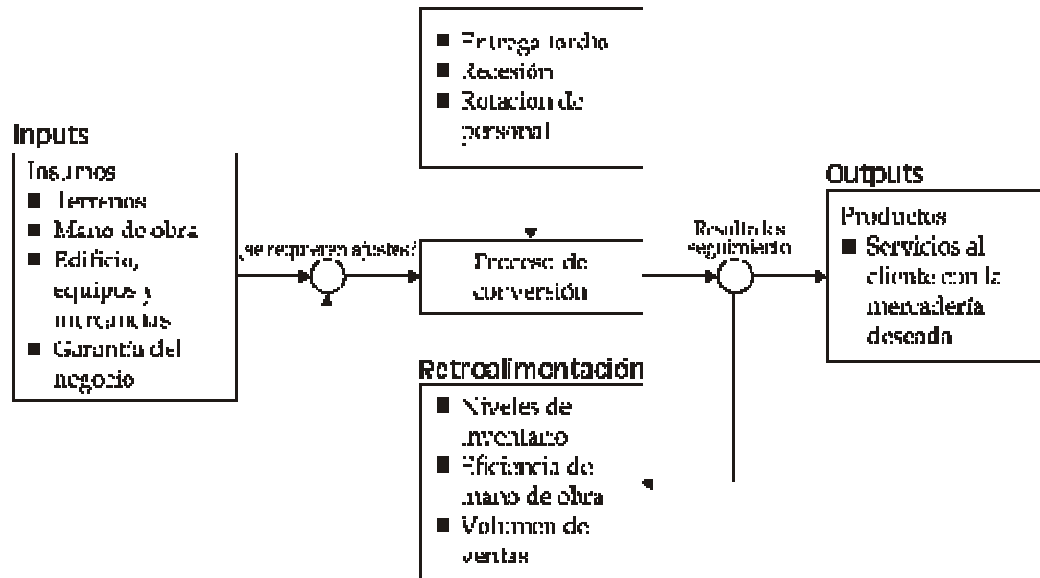 ■ Entrega tardía
■ Recesión
■ Rotacion de
personal
Inputs
Insumos
■ Terrenos
■ Mano de obra
■ Edificio,
equipos y
mercancías
■ Garantía del
negocio
¿se requieren ajustes?
Proceso de
conversión
Resultados
seguimiento
Outputs
Productos
■ Servicios al
cliente con la
mercadería
deseada
Retroalimentación
■ Niveles de
inventario
■ Eficiencia de
mano de obra
■ Volumen de
ventas